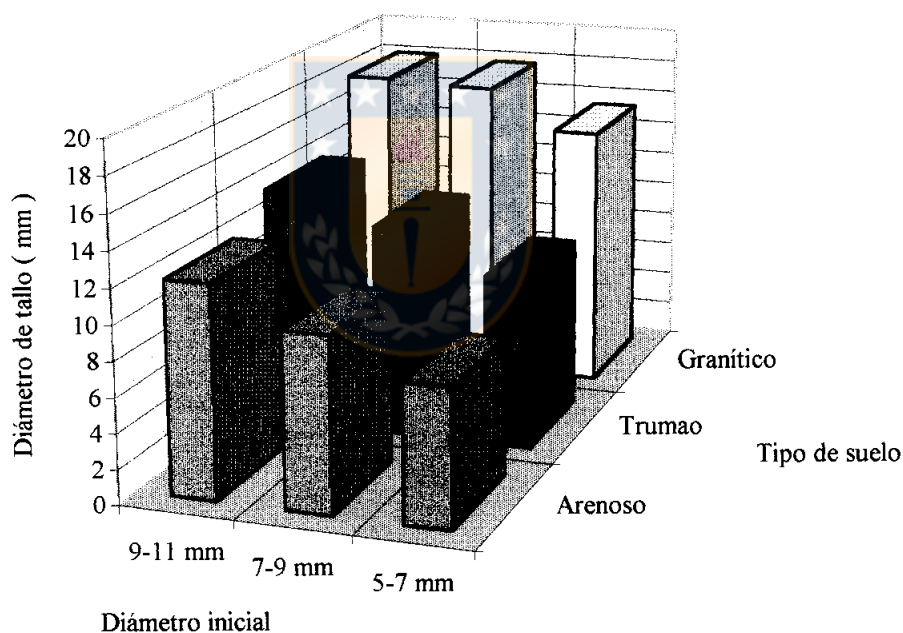 Diámetro de tallo ( mm )
20
18
16
14
12
10
8
6
4
2
0
9-11 mm
7-9 mm
5-7 mm
Diámetro inicial
Granítico
Trumao
Arenoso
Tipo de suelo